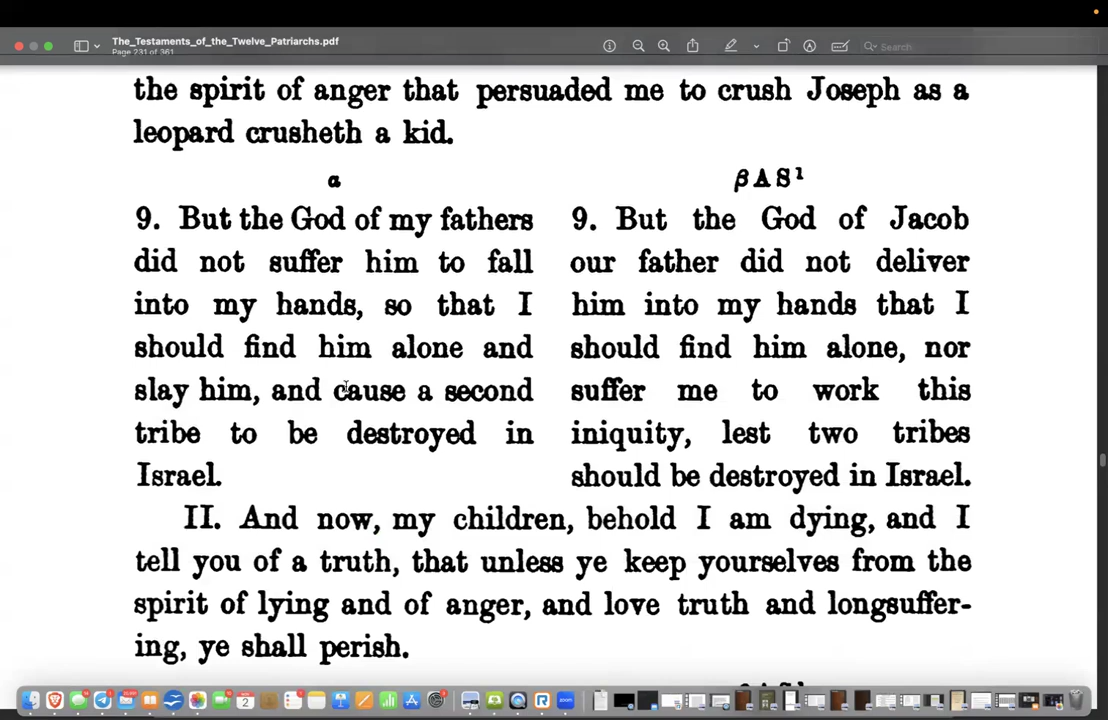 The_Testaments_of_the_Twelve_Patriarchs.pdf
Page 231 of 361
Search
the spirit of anger that persuaded me to crush Joseph as a
leopard crusheth a kid.
α
9. But the God of my fathers
did not suffer him to fall
into my hands, so that I
should find him alone and
slay him, and cause a second
tribe to be destroyed in
Israel.
β A S¹
9. But the God of Jacob
our father did not deliver
him into my hands that I
should find him alone, nor
suffer me to work this
iniquity, lest two tribes
should be destroyed in Israel.
II. And now, my children, behold I am dying, and I
tell you of a truth, that unless ye keep yourselves from the
spirit of lying and of anger, and love truth and longsuffer-
ing, ye shall perish.